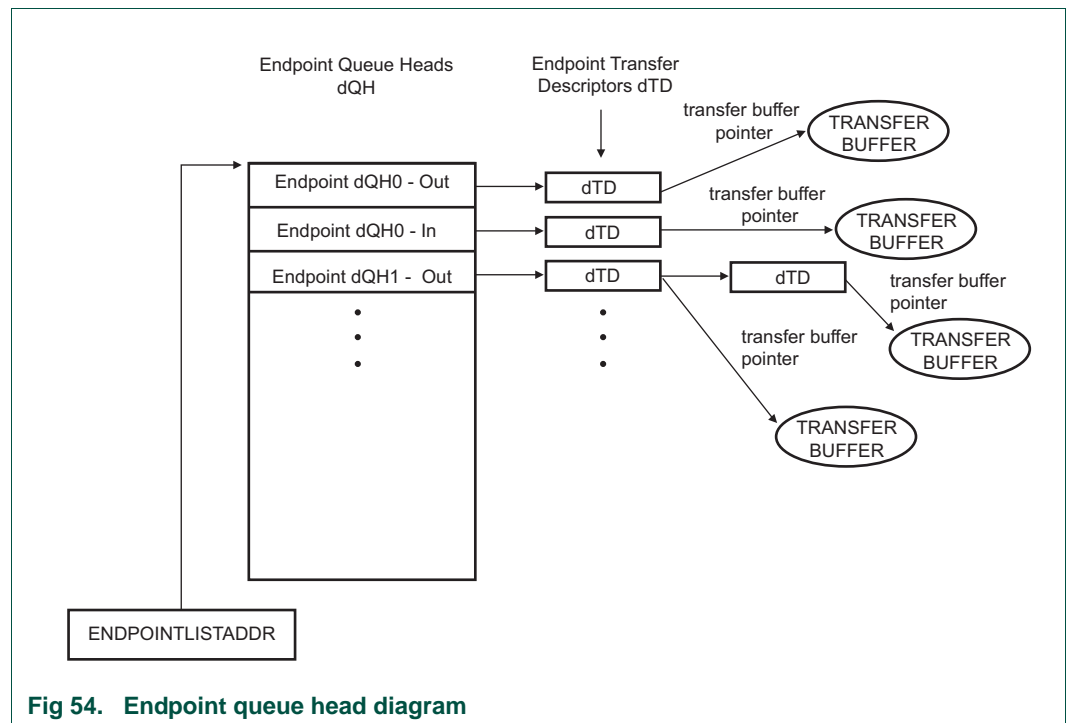 Endpoint Queue Heads
dQH
Endpoint Transfer
Descriptors dTD
transfer buffer
pointer
TRANSFER
BUFFER
Endpoint dQH0 - Out
dTD
transfer buffer
pointer
TRANSFER
BUFFER
Endpoint dQH0 - In
dTD
Endpoint dQH1 - Out
dTD
dTD
transfer buffer
pointer
TRANSFER
BUFFER
transfer buffer
pointer
TRANSFER
BUFFER
ENDPOINTLISTADDR
Fig 54. Endpoint queue head diagram